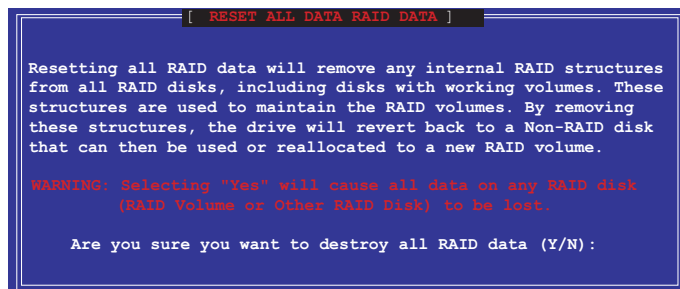 [ RESET ALL DATA RAID DATA ]
Resetting all RAID data will remove any internal RAID structures
from all RAID disks, including disks with working volumes. These
structures are used to maintain the RAID volumes. By removing
these structures, the drive will revert back to a Non-RAID disk
that can then be used or reallocated to a new RAID volume.
WARNING: Selecting "Yes" will cause all data on any RAID disk
(RAID Volume or Other RAID Disk) to be lost.
Are you sure you want to destroy all RAID data (Y/N):